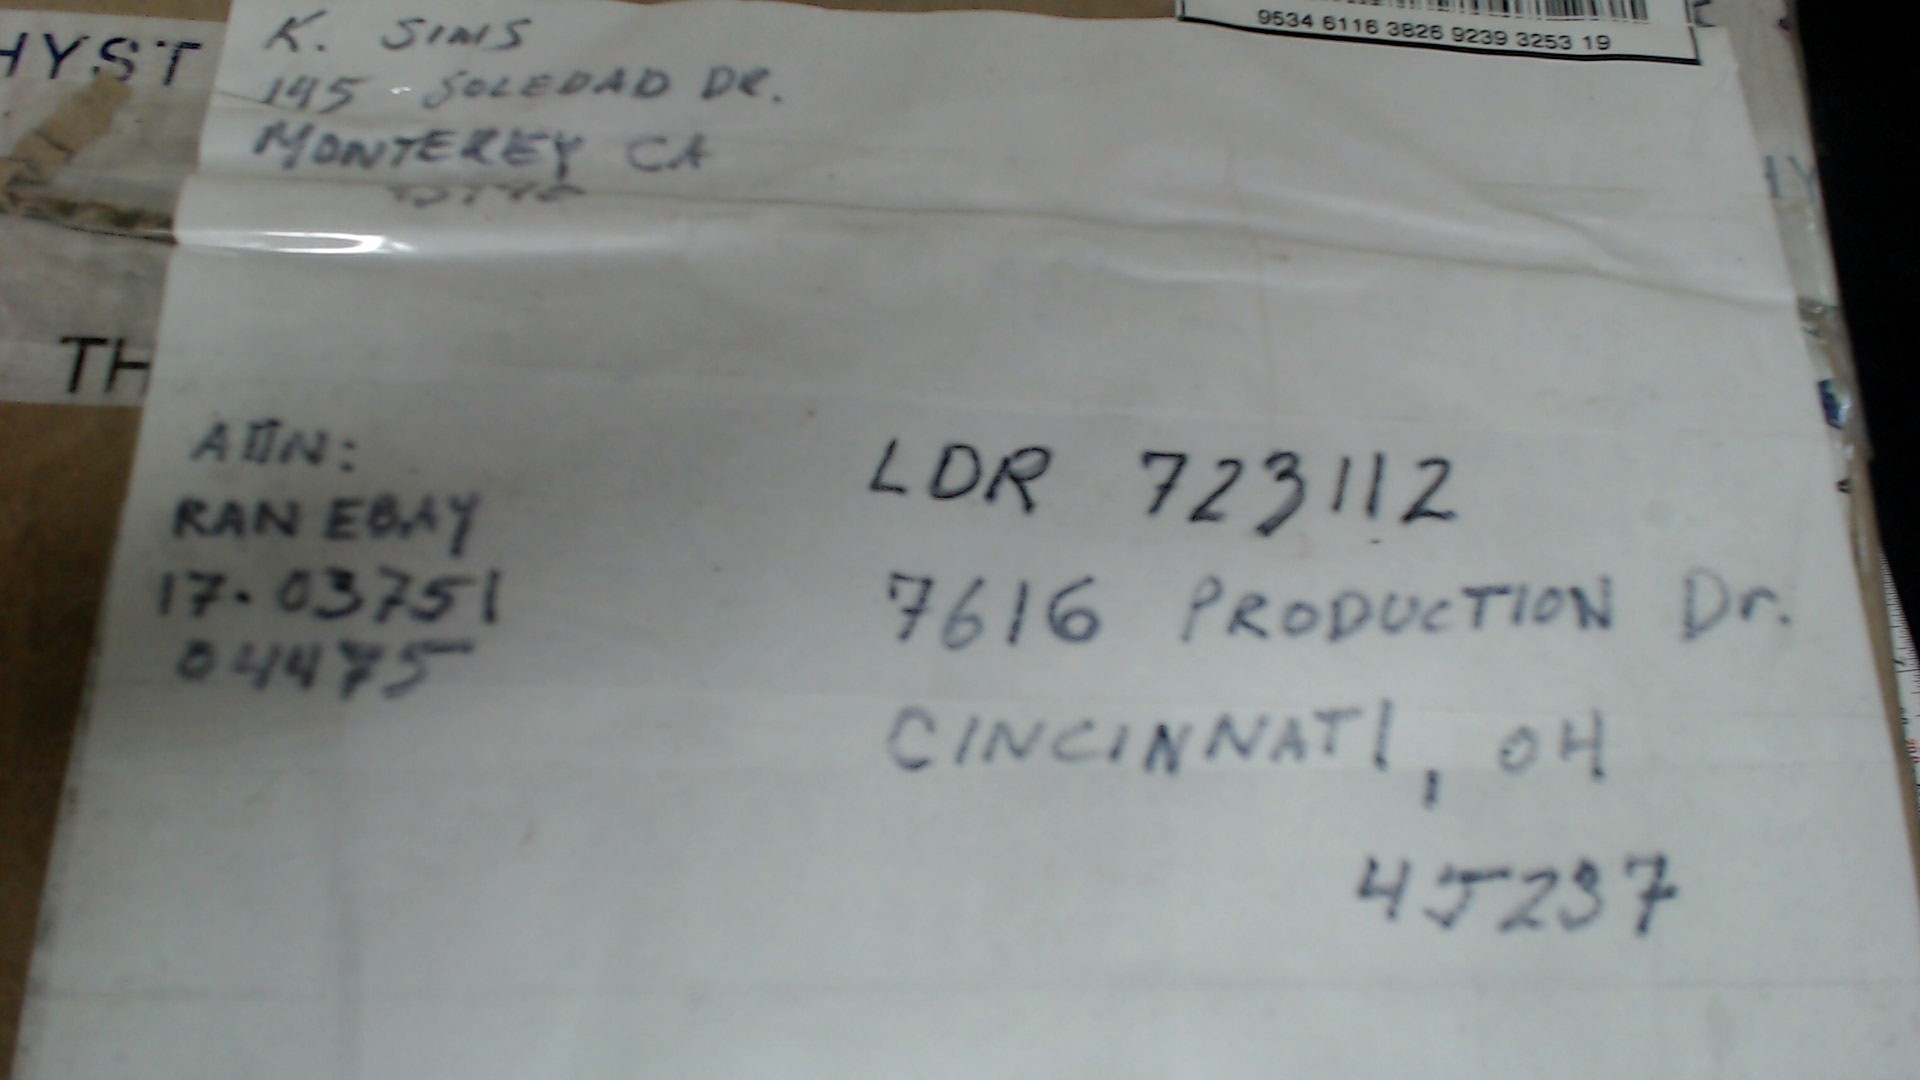 9534 6116 3826 9239 3253 19
HYST
K. SIMS
145 SOLEDAD DR.
MONTEREY CA
TH
ATTN:
RAN EBAY
17-03751
04475
LDR 723112
7616 PRODUCTION Dr.
CINCINNATI, OH
45237